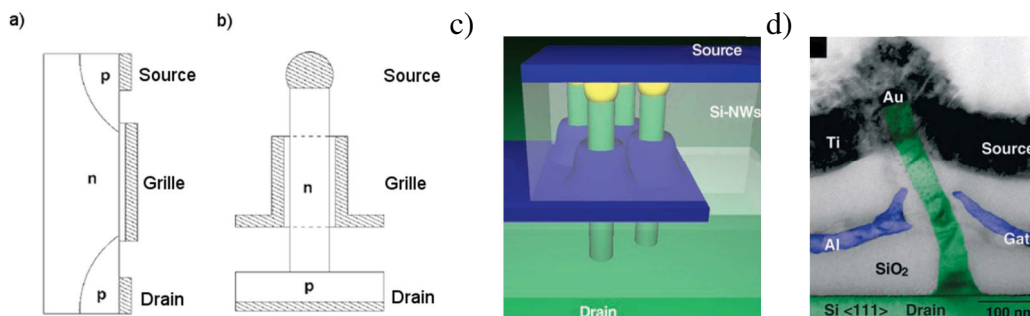 a)
p
Source
n
Grille
p
Drain
b)
Source
n
Grille
p
Drain
c)
Source
Si-NWs
Drain
d)
Au
Ti
Source
Al
Gat
SiO₂
Si <111> Drain
100 nm